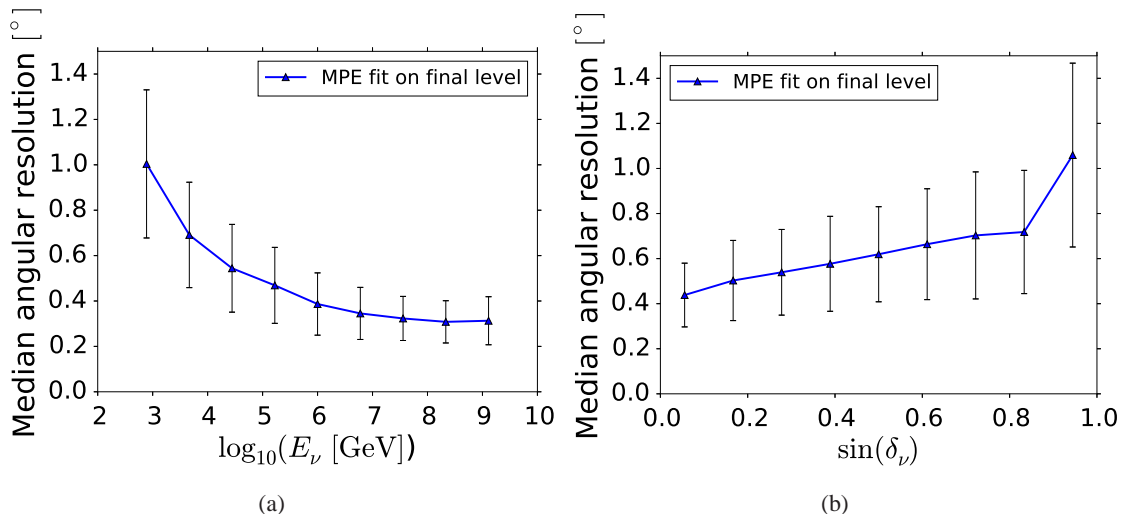 Median angular resolution [°]
1.4
1.2
1.0
0.8
0.6
0.4
0.2
0.0
MPE fit on final level
2 3 4 5 6 7 8 9 10
log₁₀(E_ν [GeV])
(a)
Median angular resolution [°]
1.4
1.2
1.0
0.8
0.6
0.4
0.2
0.0
MPE fit on final level
0.0 0.2 0.4 0.6 0.8 1.0
sin(δ_ν)
(b)